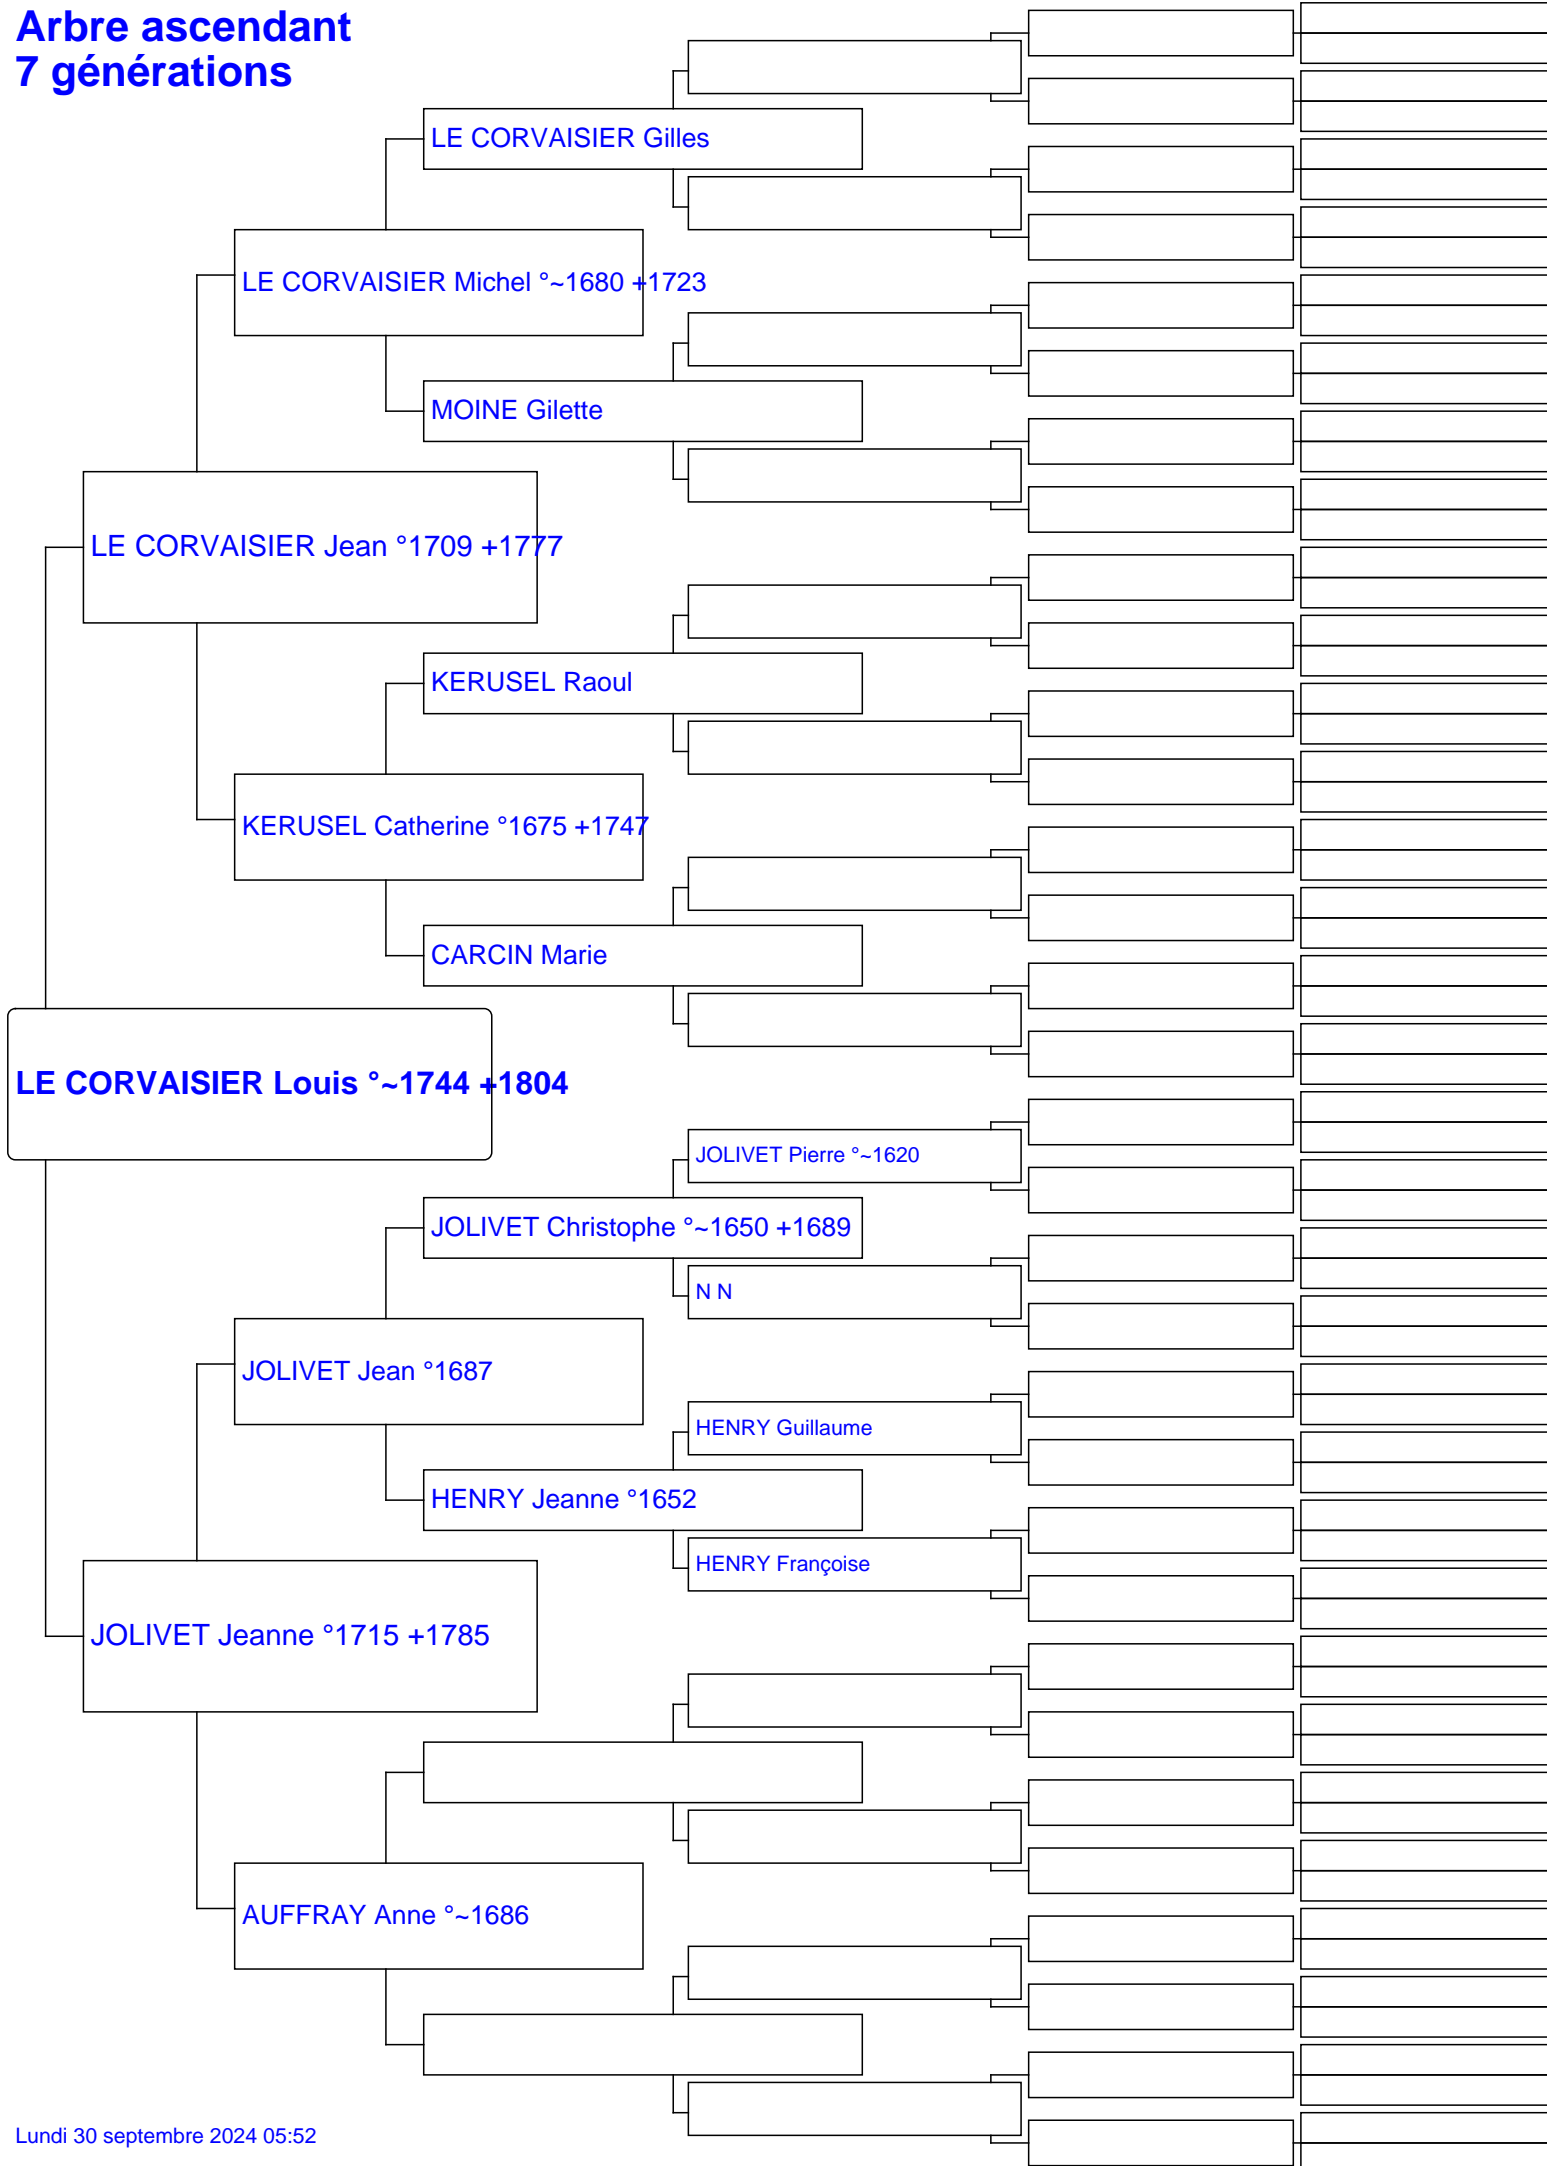 Arbre ascendant
7 générations
LE CORVAISIER Gilles
LE CORVAISIER Michel °~1680 +1723
MOINE Gilette
LE CORVAISIER Jean °1709 +1777
KERUSEL Raoul
KERUSEL Catherine °1675 +1747
CARCIN Marie
LE CORVAISIER Louis °~1744 +1804
JOLIVET Pierre °~1620
JOLIVET Christophe °~1650 +1689
N N
JOLIVET Jean °1687
HENRY Guillaume
HENRY Jeanne °1652
HENRY Françoise
JOLIVET Jeanne °1715 +1785
AUFFRAY Anne °~1686
Lundi 30 septembre 2024 05:52